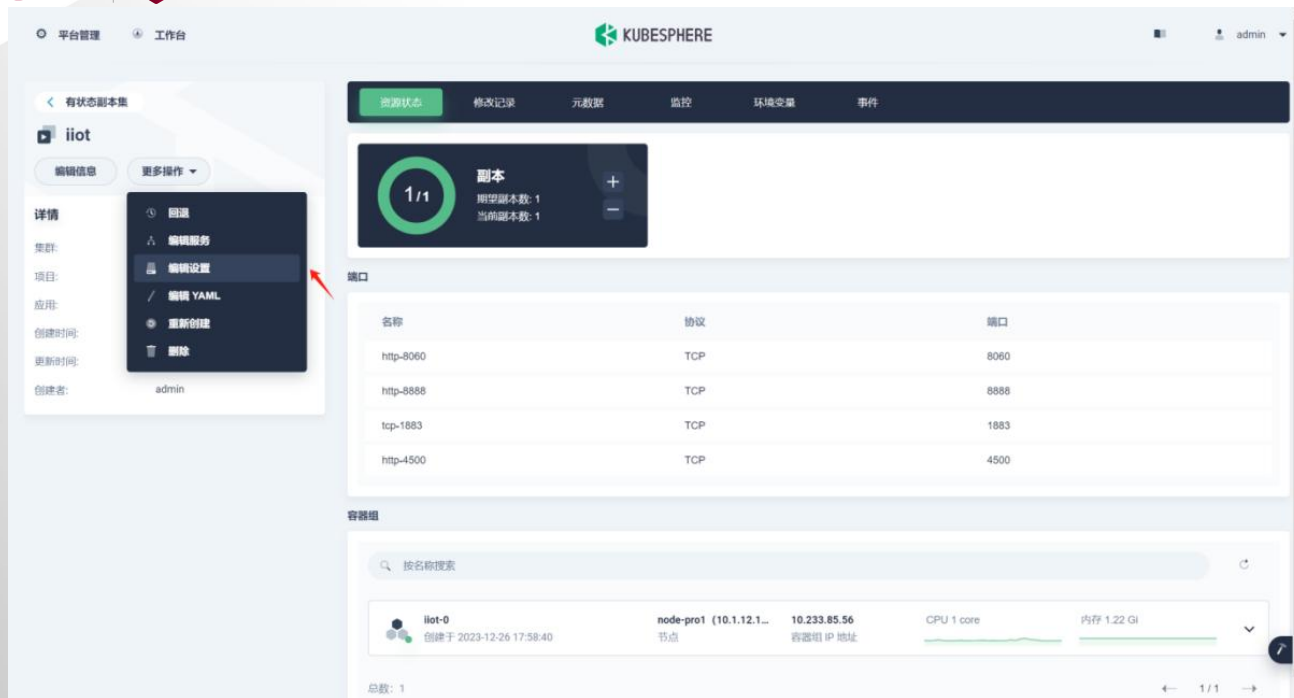 平台管理 工作台 KUBESPHERE admin
有状态副本集
iiot
编辑信息 更多操作
回退
编辑服务
编辑设置
编辑 YAML
重新创建
删除
详情
集群:
项目:
应用:
创建时间:
更新时间:
创建者: admin
资源状态 修改记录 元数据 监控 环境变量 事件
1/1
副本
期望副本数: 1
当前副本数: 1
端口
名称 协议 端口
http-8060 TCP 8060
http-8888 TCP 8888
tcp-1883 TCP 1883
http-4500 TCP 4500
容器组
按名称搜索
iiot-0 node-pro1 (10.1.12.1... 10.233.85.56 CPU 1 core 内存 1.22 Gi
创建于 2023-12-26 17:58:40 节点 容器组 IP 地址
总数: 1 1/1